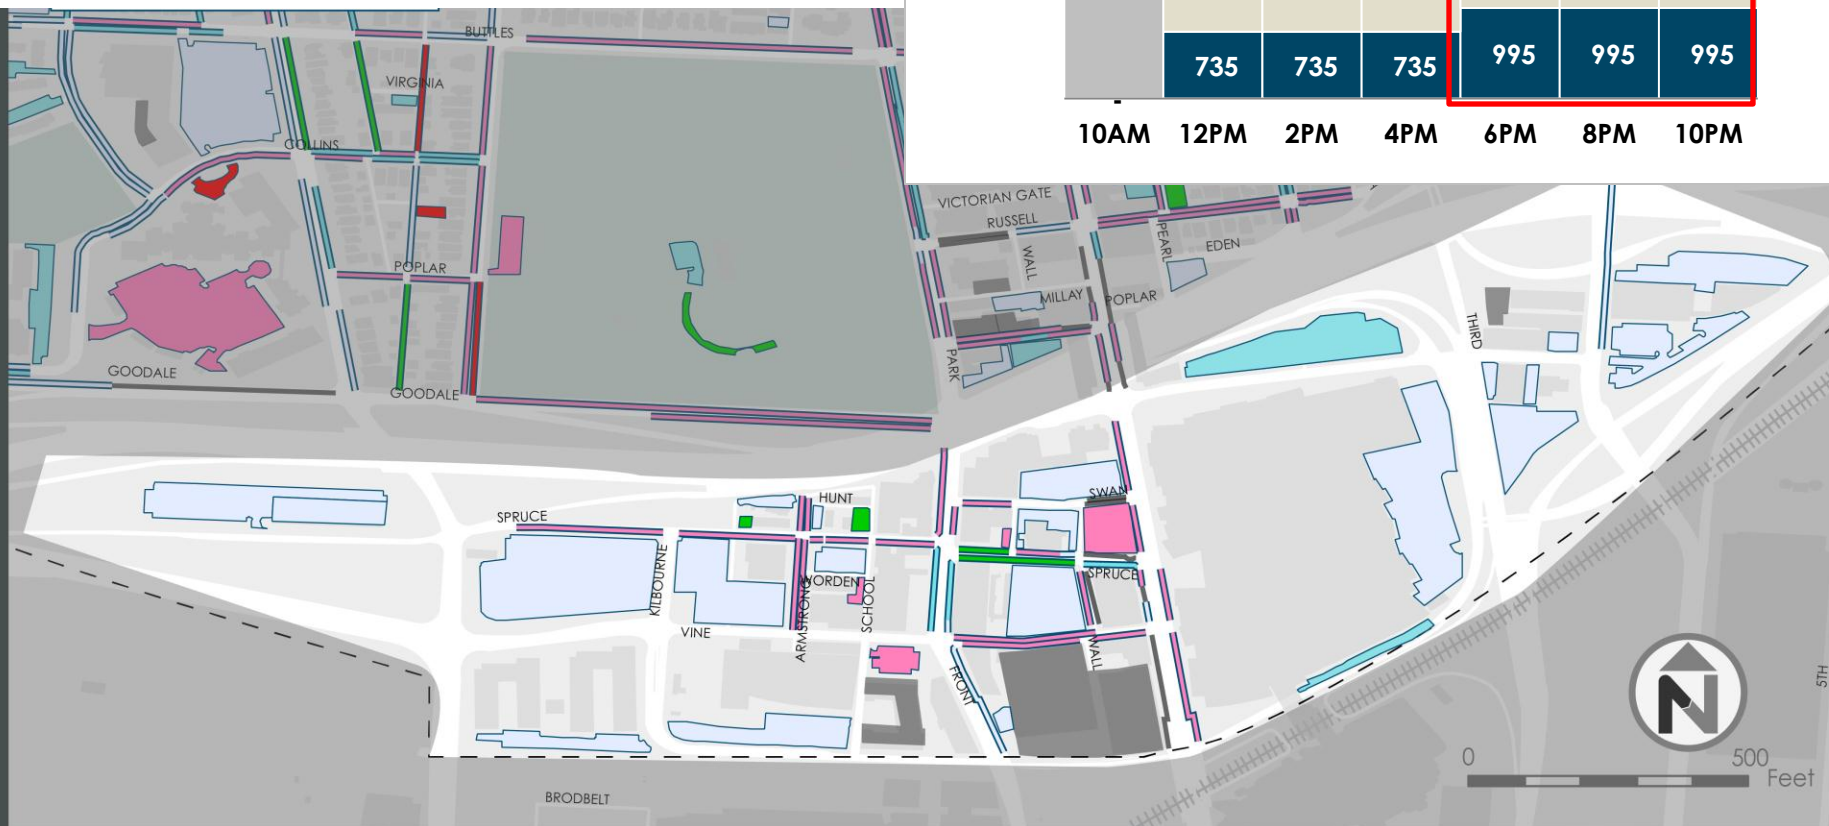 735 735 735 995 995 995
10AM 12PM 2PM 4PM 6PM 8PM 10PM
BUTTLES
VIRGINIA
COLLINS
POPLAR
GOODALE
GOODALE
VICTORIAN GATE
RUSSELL
WALL
PEARL
EDEN
MILLAY
POPLAR
PARK
THIRD
HUNT
SWAN
SPRUCE
SPRUCE
KILBOURNE
WORDEN
ARMSTRONG
SCHOOL
VINE
WALL
FRONT
5TH
N
0 500
Feet
BRODBELT